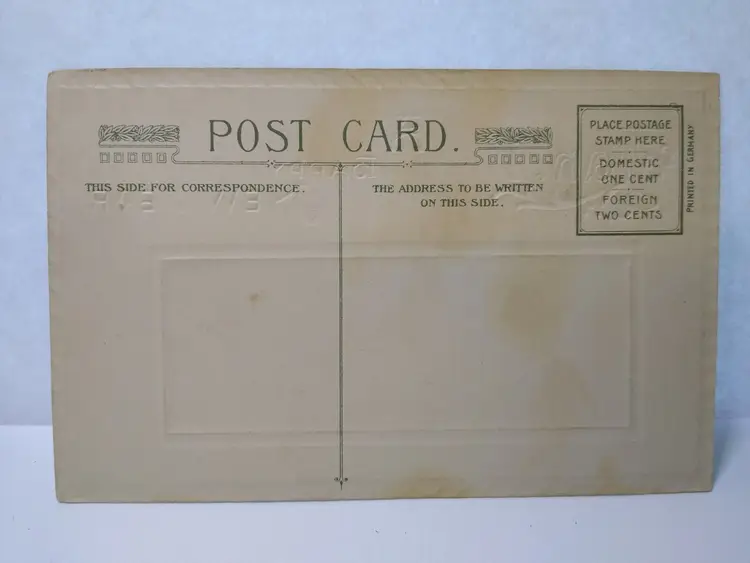 POST CARD.
THIS SIDE FOR CORRESPONDENCE.
THE ADDRESS TO BE WRITTEN
ON THIS SIDE.
PLACE POSTAGE
STAMP HERE
DOMESTIC
ONE CENT
FOREIGN
TWO CENTS
PRINTED IN GERMANY